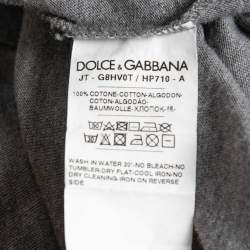 DOLCE & GABBANA
JT - G8HV0T / HP710 - A
100% COTONE-COTTON-ALGODON-
COTON-ALGODÃO-
BAUMWOLLE-ХЛОПОК-棉-
WASH IN WATER 30°-NO BLEACH-NO
TUMBLER-DRY FLAT-COOL IRON-NO
DRY CLEANING-IRON ON REVERSE
SIDE